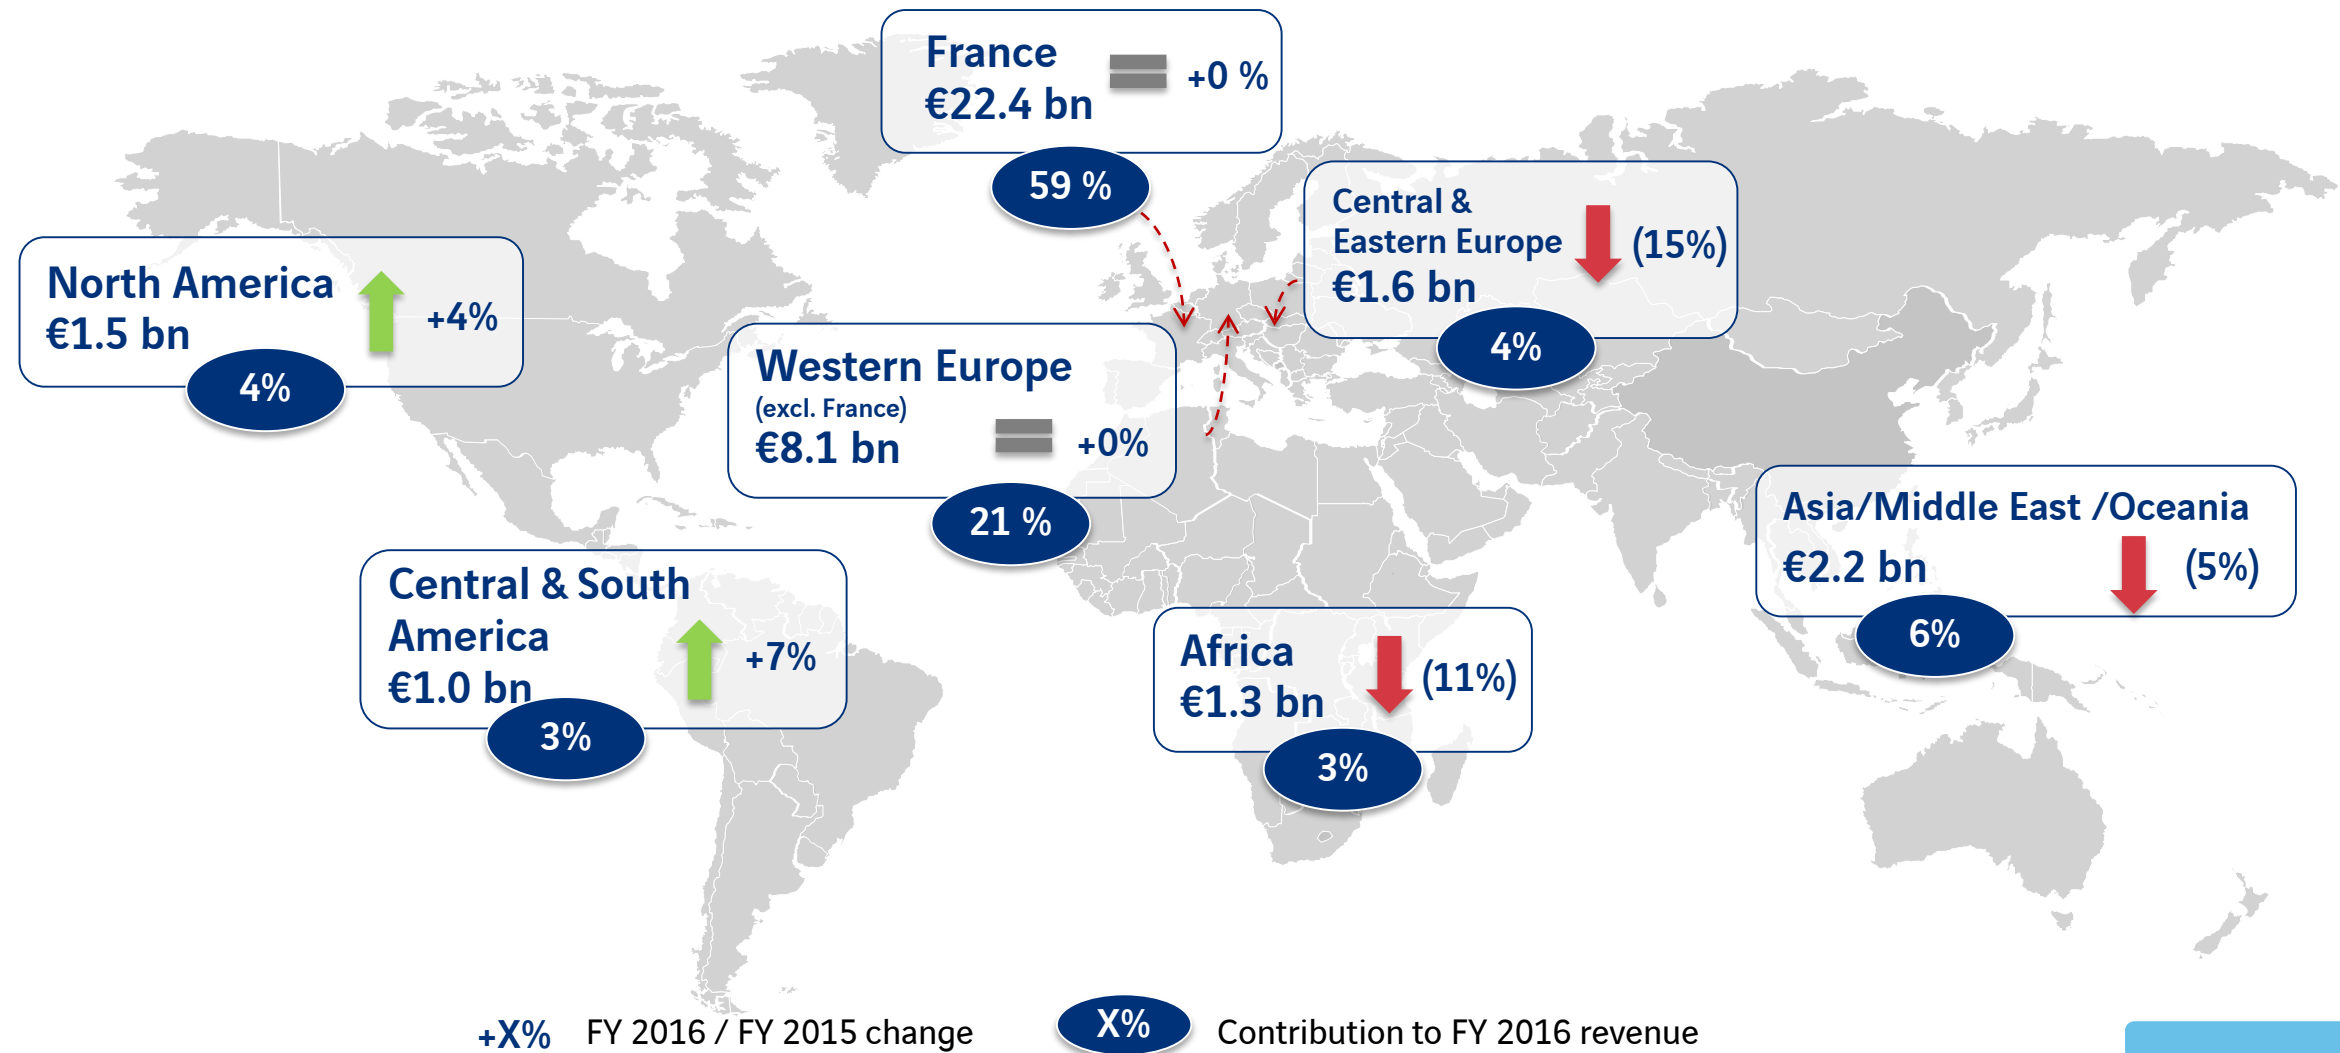 France
€22.4 bn
+0 %
59 %
Central &
Eastern Europe
€1.6 bn
(15%)
4%
North America
€1.5 bn
+4%
4%
Western Europe
(excl. France)
€8.1 bn
+0%
21 %
Asia/Middle East /Oceania
€2.2 bn
(5%)
6%
Central & South
America
€1.0 bn
+7%
3%
Africa
€1.3 bn
(11%)
3%
+X% FY 2016 / FY 2015 change
X% Contribution to FY 2016 revenue